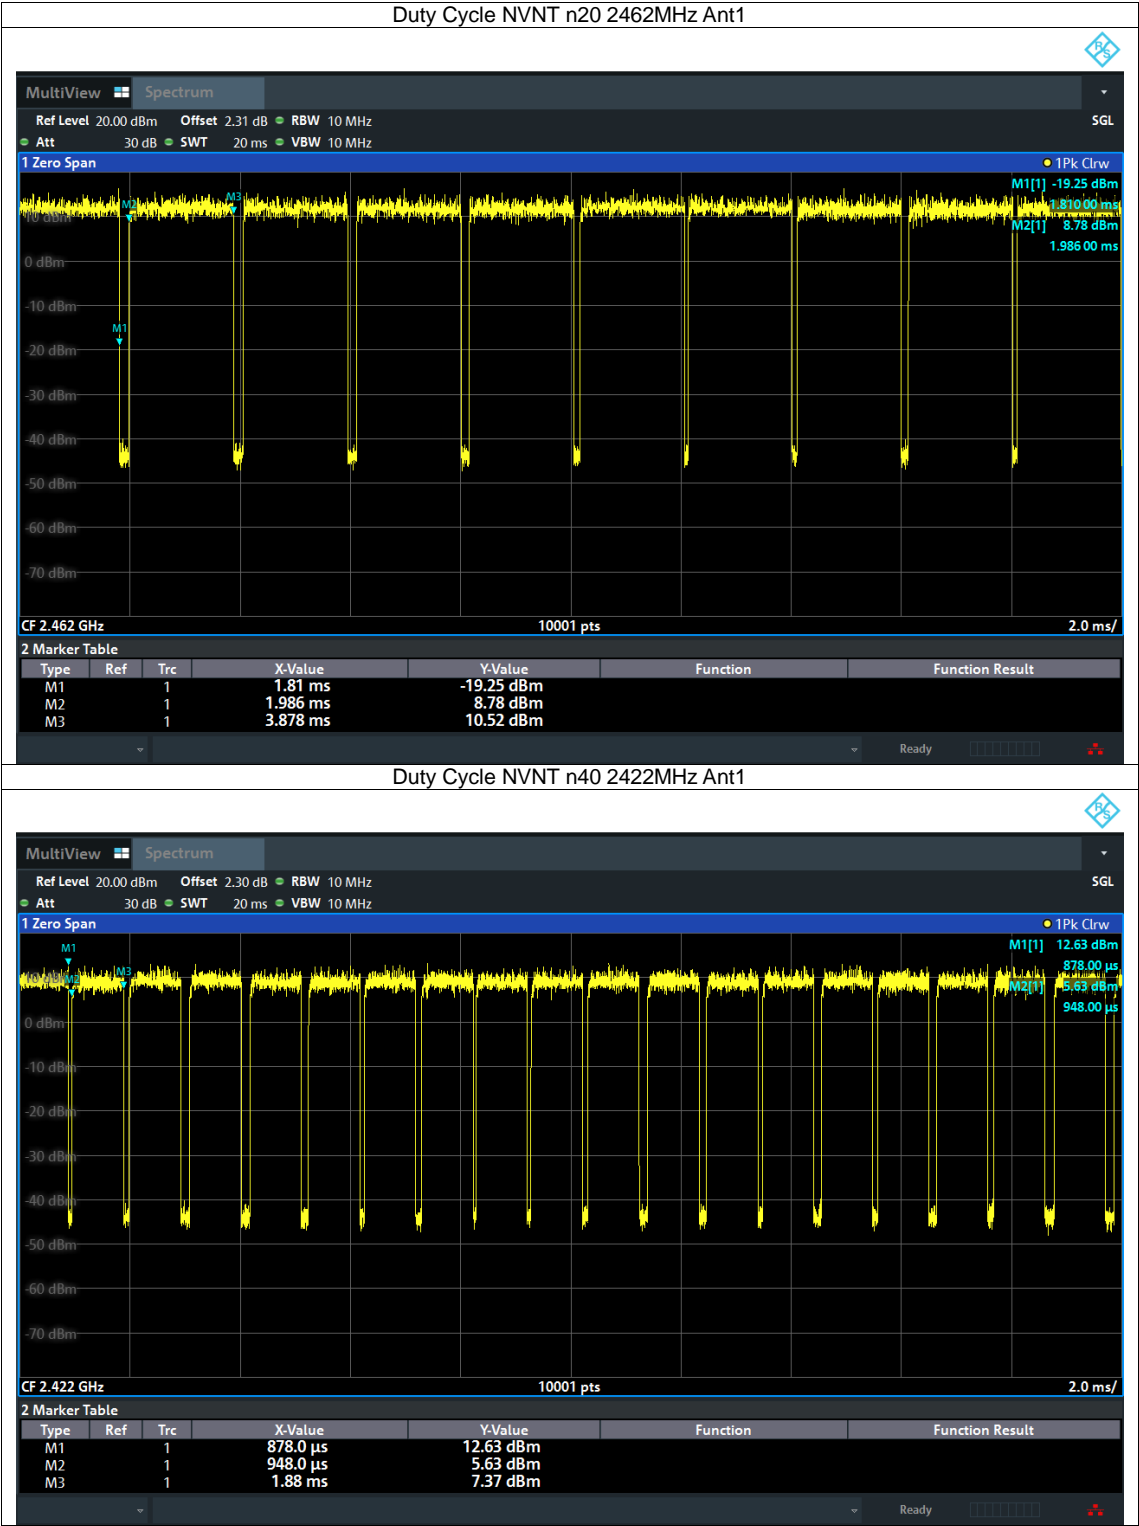 Duty Cycle NVNT n20 2462MHz Ant1
R&S
MultiView Spectrum
Ref Level 20.00 dBm Offset 2.31 dB RBW 10 MHz SGL
Att 30 dB SWT 20 ms VBW 10 MHz
1 Zero Span 1Pk Clrw
M1[1] -19.25 dBm
1.810 00 ms
M2[1] 8.78 dBm
1.986 00 ms
M2 M3
10 dBm
0 dBm
-10 dBm
M1
-20 dBm
-30 dBm
-40 dBm
-50 dBm
-60 dBm
-70 dBm
CF 2.462 GHz 10001 pts 2.0 ms/
2 Marker Table
Type Ref Trc X-Value Y-Value Function Function Result
M1 1 1.81 ms -19.25 dBm
M2 1 1.986 ms 8.78 dBm
M3 1 3.878 ms 10.52 dBm
Ready
Duty Cycle NVNT n40 2422MHz Ant1
R&S
MultiView Spectrum
Ref Level 20.00 dBm Offset 2.30 dB RBW 10 MHz SGL
Att 30 dB SWT 20 ms VBW 10 MHz
1 Zero Span 1Pk Clrw
M1[1] 12.63 dBm
878.00 µs
M2[1] 5.63 dBm
948.00 µs
M1
M2 M3
10 dBm
0 dBm
-10 dBm
-20 dBm
-30 dBm
-40 dBm
-50 dBm
-60 dBm
-70 dBm
CF 2.422 GHz 10001 pts 2.0 ms/
2 Marker Table
Type Ref Trc X-Value Y-Value Function Function Result
M1 1 878.0 µs 12.63 dBm
M2 1 948.0 µs 5.63 dBm
M3 1 1.88 ms 7.37 dBm
Ready